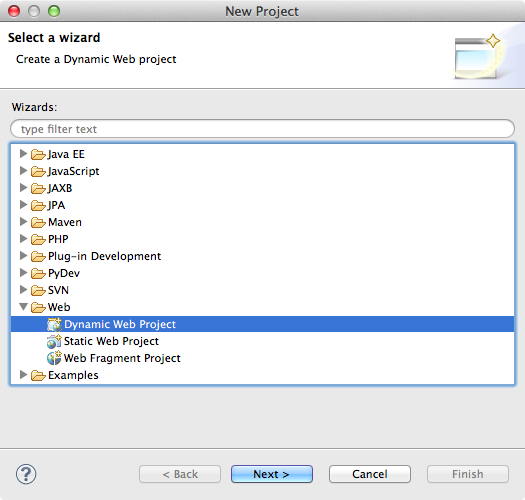 New Project
Select a wizard
Create a Dynamic Web project
Wizards:
type filter text
Java EE
JavaScript
JAXB
JPA
Maven
PHP
Plug-in Development
PyDev
SVN
Web
Dynamic Web Project
Static Web Project
Web Fragment Project
Examples
?
< Back
Next >
Cancel
Finish